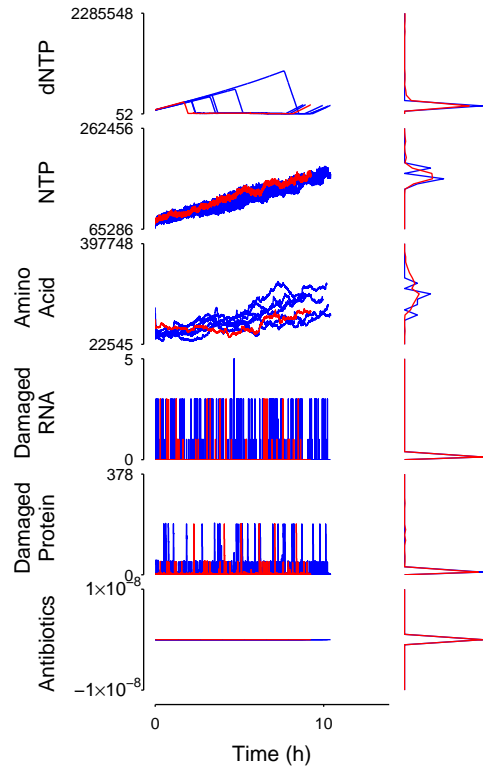 2285548
dNTP
52
262456
NTP
65286
397748
Amino
Acid
22545
5
Damaged
RNA
0
378
Damaged
Protein
0
1×10⁻⁸
Antibiotics
−1×10⁻⁸
0 10
Time (h)